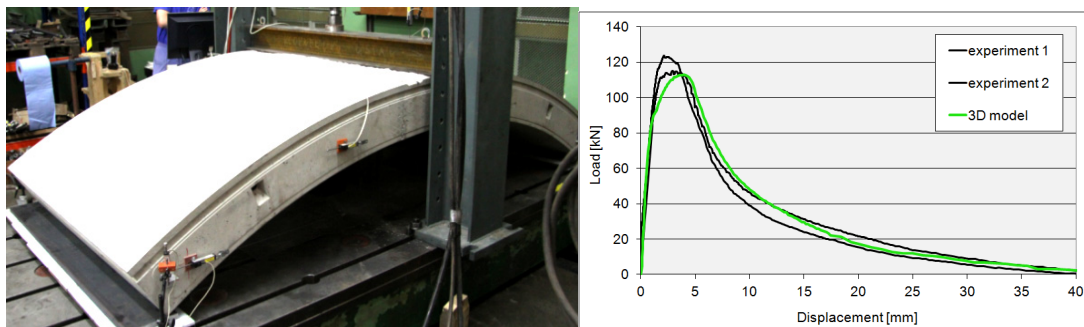 140
120
100
80
60
40
20
0
Load [kN]
experiment 1
experiment 2
3D model
0 5 10 15 20 25 30 35 40
Displacement [mm]